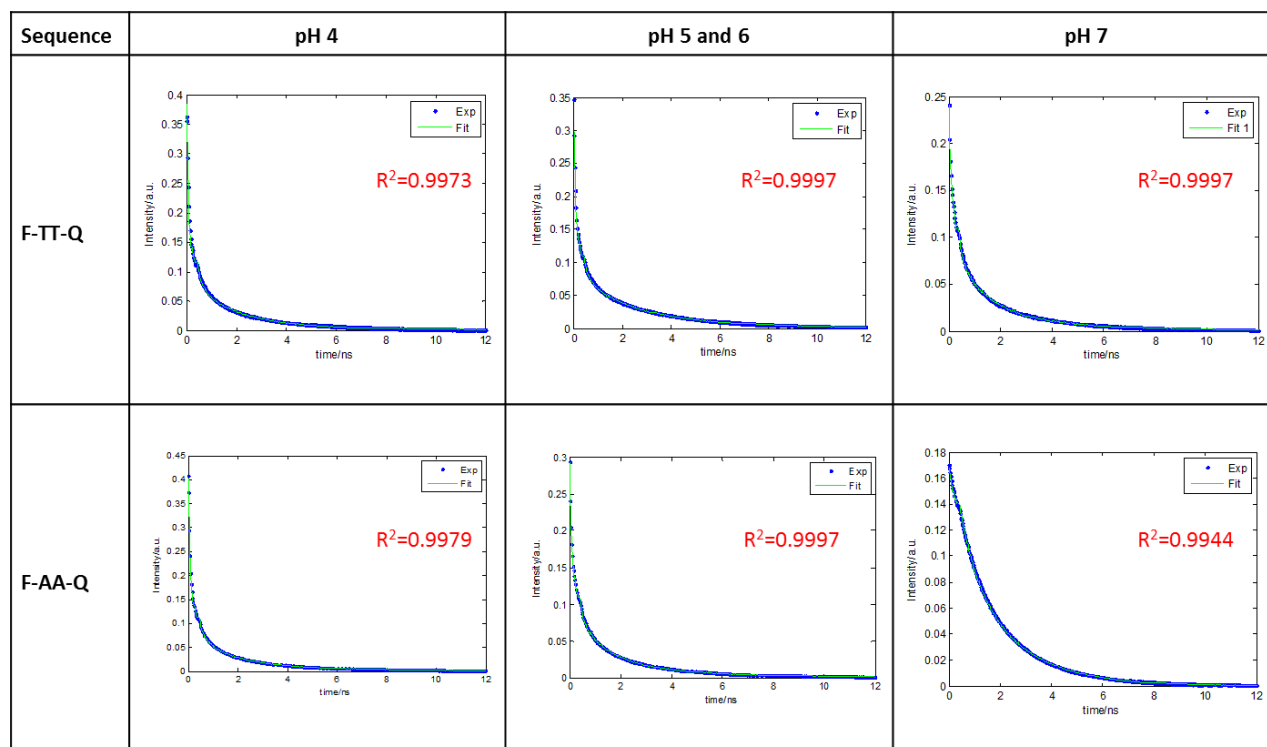 Sequence
pH 4
pH 5 and 6
pH 7
F-TT-Q
0.4
0.35
0.3
0.25
0.2
0.15
0.1
0.05
0
Intensity/a.u.
Exp
Fit
R²=0.9973
0 2 4 6 8 10 12
time/ns
0.35
0.3
0.25
0.2
0.15
0.1
0.05
0
Intensity/a.u.
Exp
Fit
R²=0.9997
0 2 4 6 8 10 12
time/ns
0.25
0.2
0.15
0.1
0.05
0
Intensity/a.u.
Exp
Fit 1
R²=0.9997
0 2 4 6 8 10 12
time/ns
F-AA-Q
0.45
0.4
0.35
0.3
0.25
0.2
0.15
0.1
0.05
0
Intensity/a.u.
Exp
Fit
R²=0.9979
0 2 4 6 8 10 12
time/ns
0.3
0.25
0.2
0.15
0.1
0.05
0
Intensity/a.u.
Exp
Fit
R²=0.9997
0 2 4 6 8 10 12
time/ns
0.18
0.16
0.14
0.12
0.1
0.08
0.06
0.04
0.02
0
Intensity/a.u.
Exp
Fit
R²=0.9944
0 2 4 6 8 10 12
time/ns